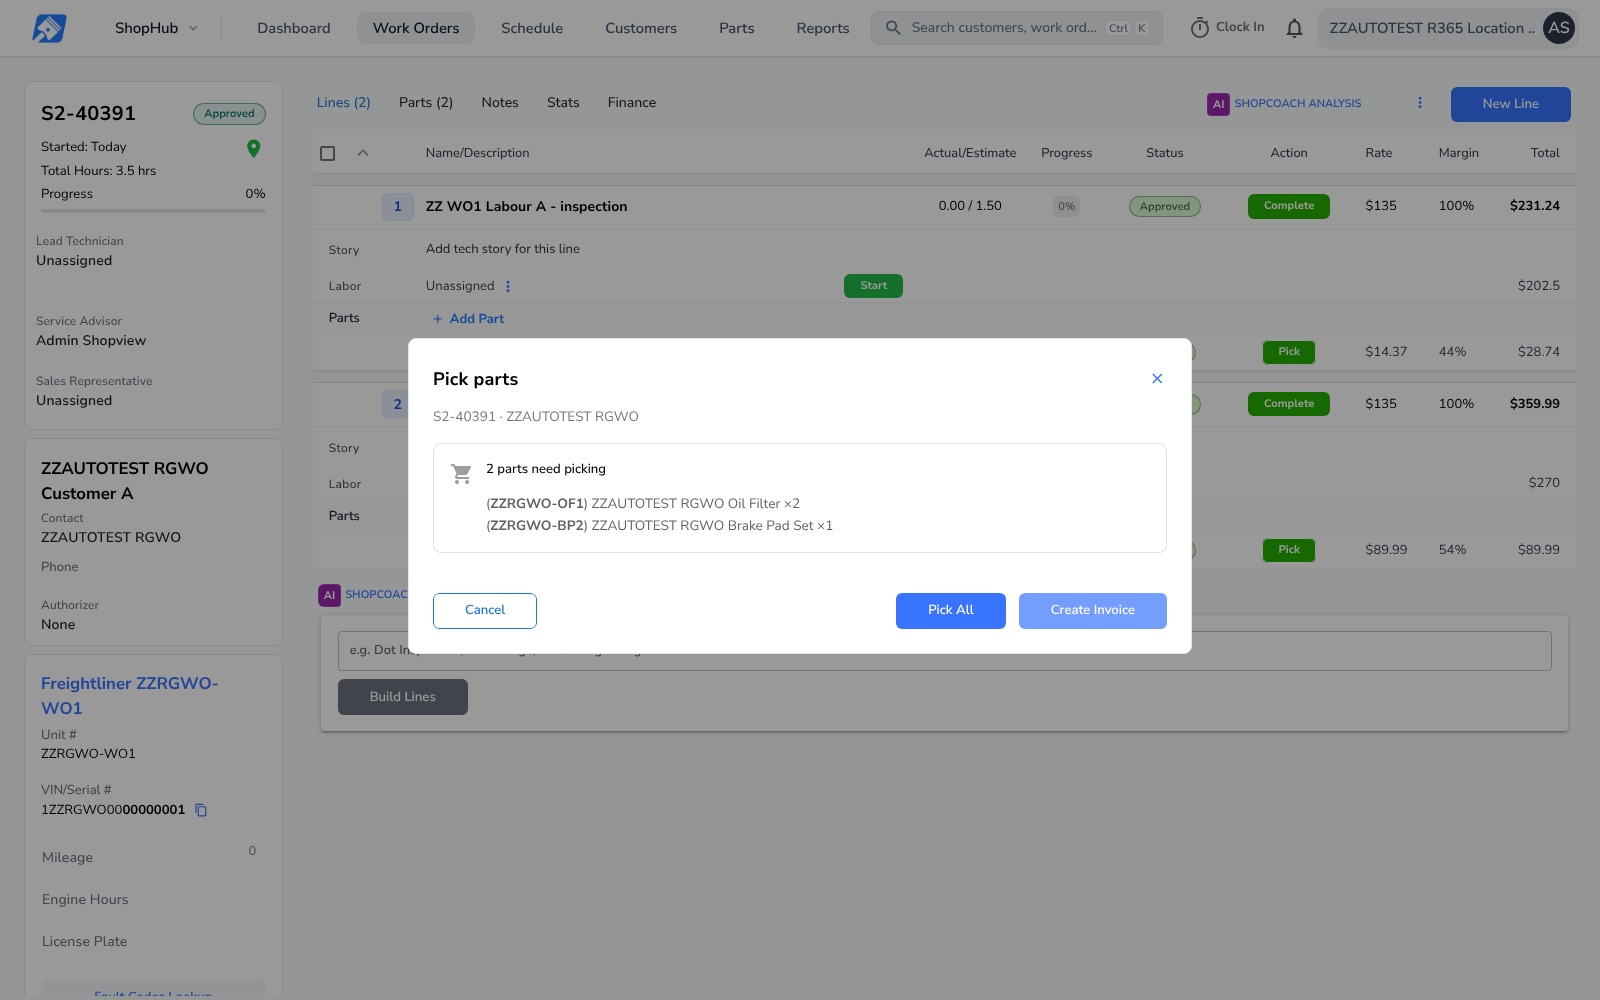 ShopHub
Dashboard
Work Orders
Schedule
Customers
Parts
Reports
Search customers, work ord...
Ctrl K
Clock In
ZZAUTOTEST R365 Location ..
AS
S2-40391
Approved
Started: Today
Total Hours: 3.5 hrs
Progress 0%
Lead Technician
Unassigned
Service Advisor
Admin Shopview
Sales Representative
Unassigned
ZZAUTOTEST RGWO
Customer A
Contact
ZZAUTOTEST RGWO
Phone
Authorizer
None
Freightliner ZZRGWO-
WO1
Unit #
ZZRGWO-WO1
VIN/Serial #
1ZZRGWO0000000001
Mileage 0
Engine Hours
License Plate
Fault Codes Lookup
Lines (2)
Parts (2)
Notes
Stats
Finance
AI SHOPCOACH ANALYSIS
New Line
Name/Description Actual/Estimate Progress Status Action Rate Margin Total
1 ZZ WO1 Labour A - inspection 0.00 / 1.50 0% Approved Complete $135 100% $231.24
Story Add tech story for this line
Labor Unassigned Start $202.5
Parts + Add Part
Pick $14.37 44% $28.74
2 Complete $135 100% $359.99
Story
Labor $270
Parts
Pick $89.99 54% $89.99
AI SHOPCOAC
e.g. Dot
Build Lines
Pick parts
S2-40391 · ZZAUTOTEST RGWO
2 parts need picking
(ZZRGWO-OF1) ZZAUTOTEST RGWO Oil Filter ×2
(ZZRGWO-BP2) ZZAUTOTEST RGWO Brake Pad Set ×1
Cancel
Pick All
Create Invoice